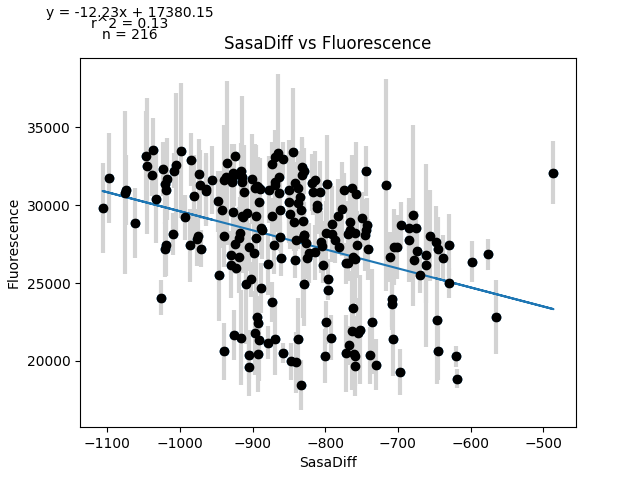 y = -12.23x + 17380.15
r^2 = 0.13
n = 216
SasaDiff vs Fluorescence
35000
30000
25000
20000
Fluorescence
−1100 −1000 −900 −800 −700 −600 −500
SasaDiff